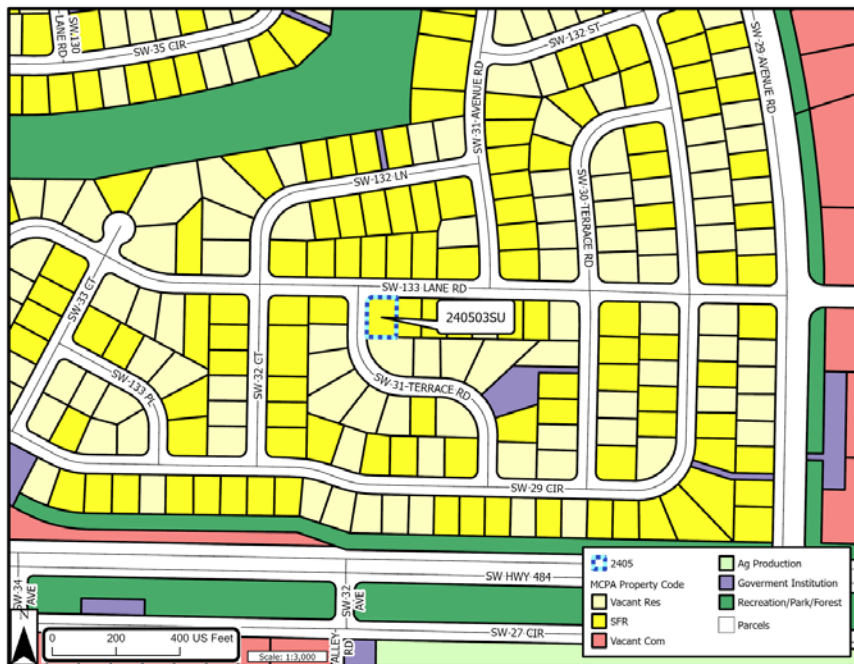 SW 130
LANE RD
SW-35 CIR
SW-132 ST
SW-29 AVENUE RD
SW-31-AVENUE RD
SW-132 LN
SW-30-TERRACE RD
SW-133 LANE RD
240503SU
SW-33 CT
SW-32 CT
SW-31-TERRACE RD
SW-133 PL
SW-29 CIR
SW HWY 484
SW-34
AVE
SW-32
AVE
SW-27 CIR
0 200 400 US Feet
Scale: 1:3,000
2405
MCPA Property Code
Vacant Res
SFR
Vacant Com
Ag Production
Goverment Institution
Recreation/Park/Forest
Parcels